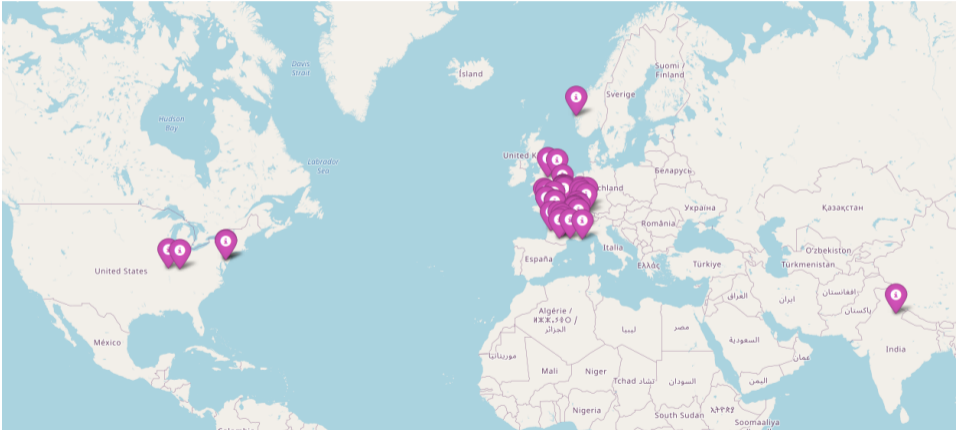 Davis
Strait
Ísland
Suomi /
Finland
Sverige
Hudson
Bay
Labrador
Sea
United K
Беларусь
chland
Україна
Қазақстан
România
Italia
O'zbekiston
Türkmenistan
España
Ελλάς
Türkiye
United States
افغانستان
العراق
ایران
پاکستان
México
Algérie /
ⵍⵣⵣⴰⵢⴻⵔ /
الجزائر
ليبيا
مصر
السعودية
India
موريتانيا
عمان
Mali
Niger
Tchad تشاد
السودان
اليمن
Nigeria
South Sudan
ኢትዮጵያ
Soomaaliya